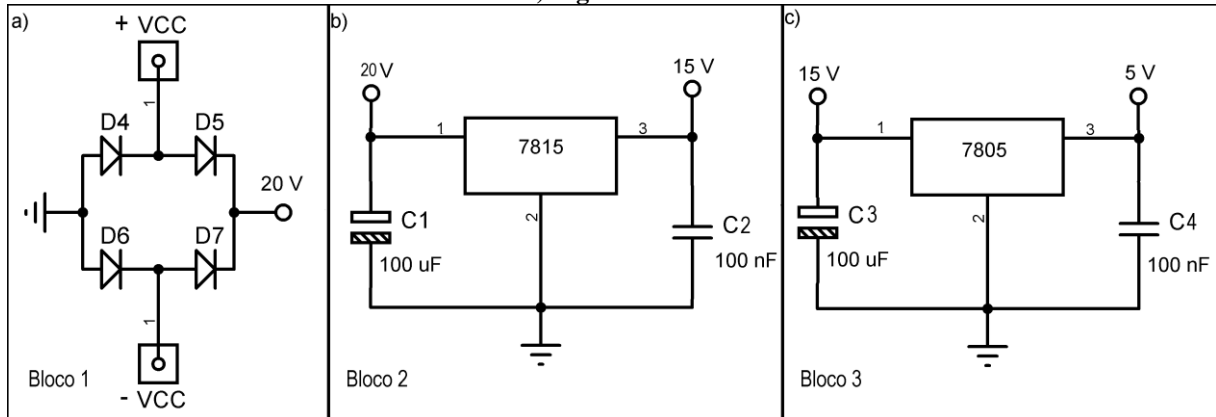 a)
+ VCC
1
D4
D5
20 V
D6
D7
1
Bloco 1
- VCC
b)
20 V
15 V
1
7815
3
2
C1
100 uF
C2
100 nF
Bloco 2
c)
15 V
5 V
1
7805
3
2
C3
100 uF
C4
100 nF
Bloco 3